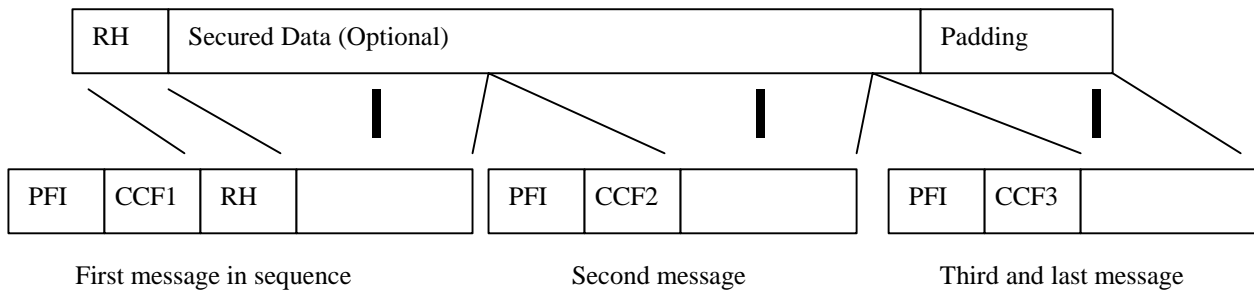 RH Secured Data (Optional) Padding
PFI CCF1 RH PFI CCF2 PFI CCF3
First message in sequence Second message Third and last message